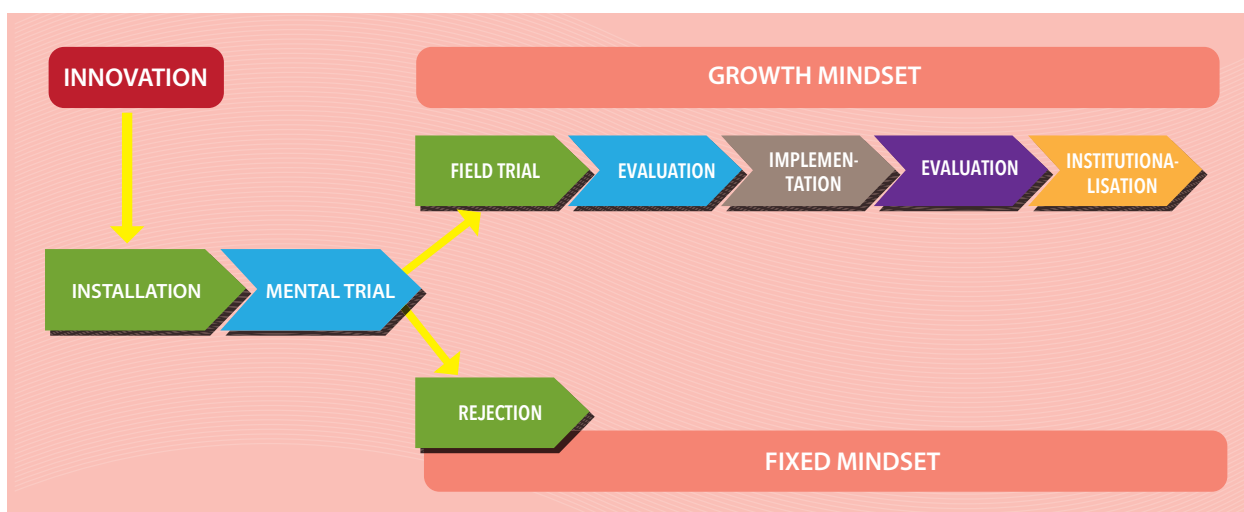 INNOVATION
GROWTH MINDSET
FIELD TRIAL
EVALUATION
IMPLEMEN-
TATION
EVALUATION
INSTITUTIONA-
LISATION
INSTALLATION
MENTAL TRIAL
REJECTION
FIXED MINDSET